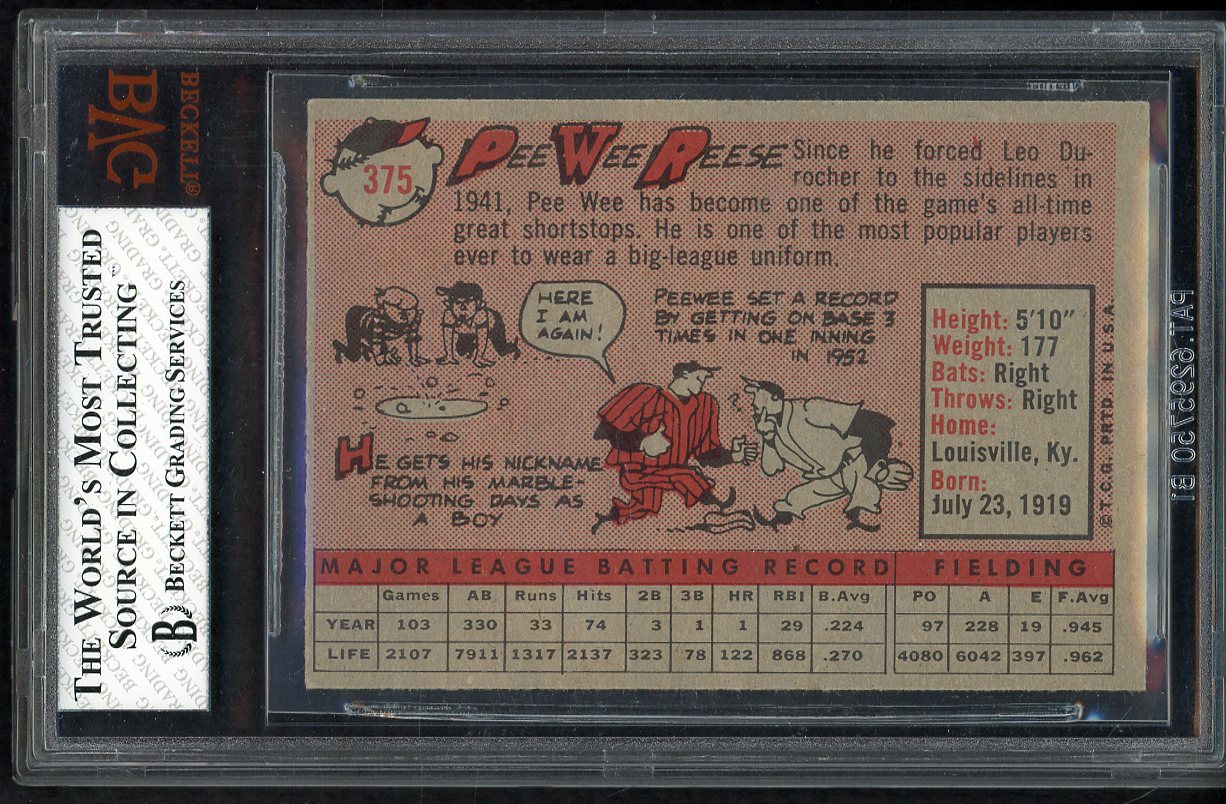 375
PEE WEE REESE
Since he forced Leo Du-
rocher to the sidelines in
1941, Pee Wee has become one of the game's all-time
great shortstops. He is one of the most popular players
ever to wear a big-league uniform.
HERE
I AM
AGAIN!
PEEWEE SET A RECORD
BY GETTING ON BASE 3
TIMES IN ONE INNING
IN 1952
HE GETS HIS NICKNAME
FROM HIS MARBLE-
SHOOTING DAYS AS
A BOY
Height: 5'10"
Weight: 177
Bats: Right
Throws: Right
Home:
Louisville, Ky.
Born:
July 23, 1919
© T.C.G. PRTD. IN U.S.A.
MAJOR LEAGUE BATTING RECORD FIELDING
Games AB Runs Hits 2B 3B HR RBI B.Avg PO A E F.Avg
YEAR 103 330 33 74 3 1 1 29 .224 97 228 19 .945
LIFE 2107 7911 1317 2137 323 78 122 868 .270 4080 6042 397 .962
BECKETT®
BVG
THE WORLD'S MOST TRUSTED
SOURCE IN COLLECTING™
B BECKETT GRADING SERVICES
PAT. 6295750 B1